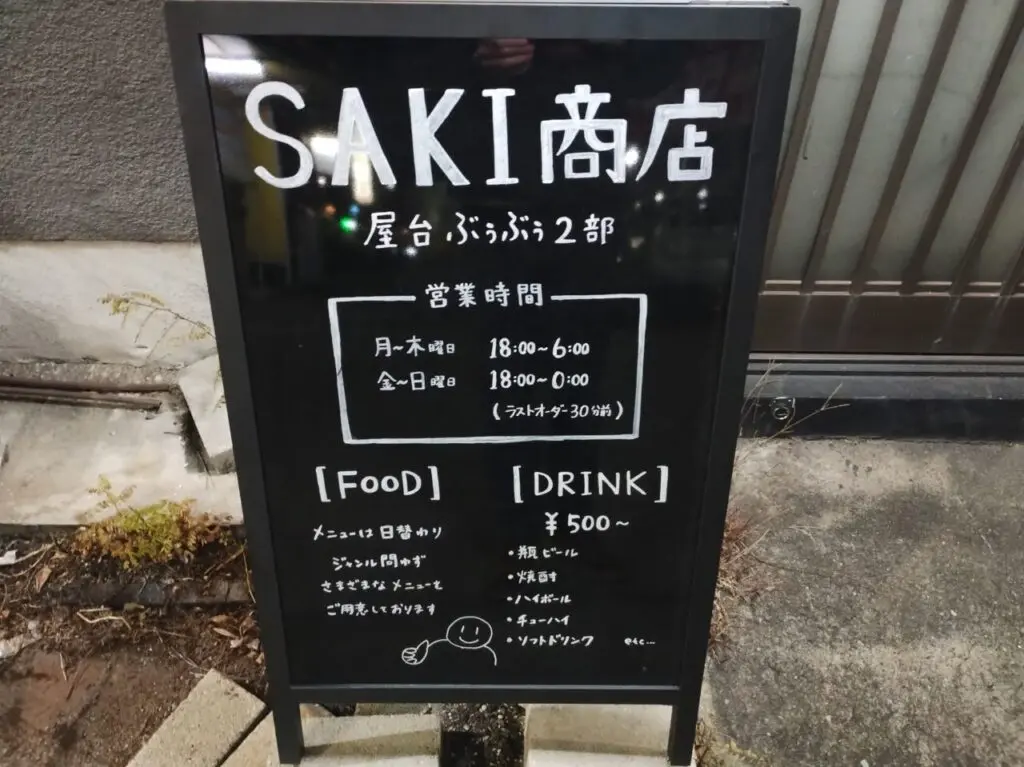 SAKI商店
屋台ぶぅぶぅ2部
営業時間
月~木曜日 18:00~6:00
金~日曜日 18:00~0:00
(ラストオーダー30分前)
[FOOD]
メニューは日替わり
ジャンル問わず
さまざまなメニューを
ご用意しております
[DRINK]
¥500~
・瓶ビール
・焼酎
・ハイボール
・チューハイ
・ソフトドリンク etc...